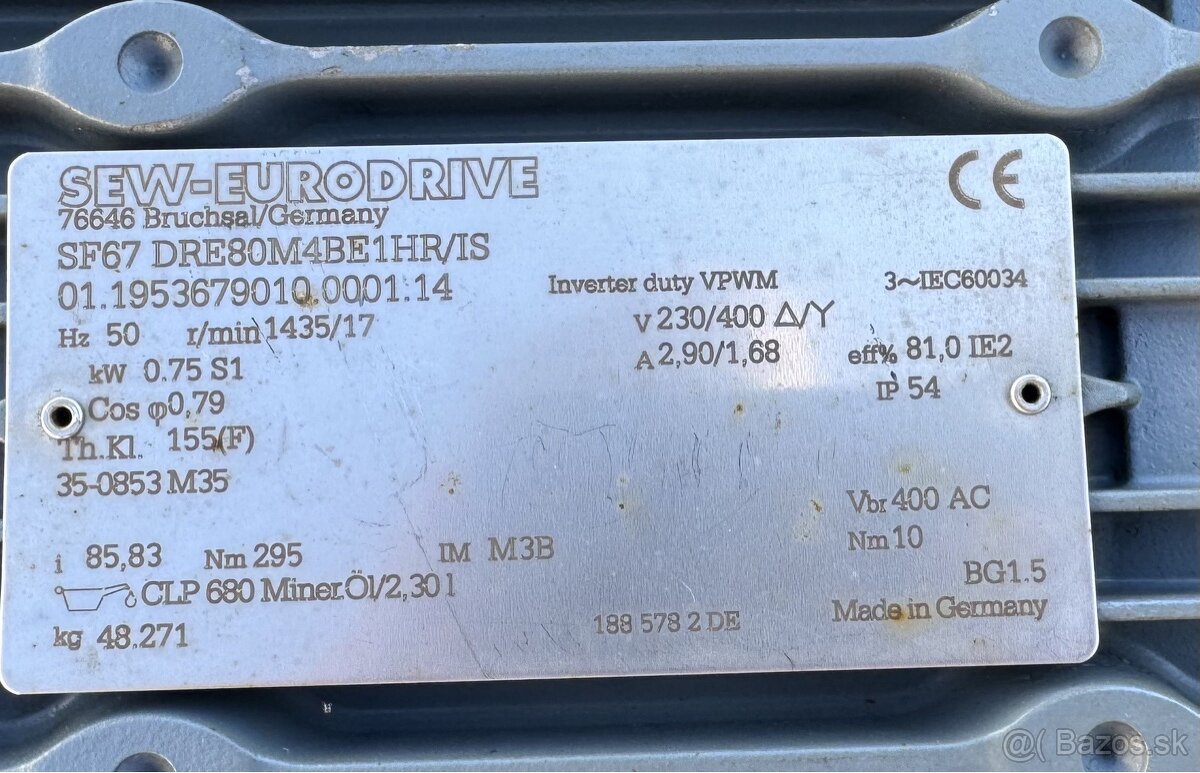 SEW-EURODRIVE
CE
76646 Bruchsal/Germany
SF67 DRE80M4BE1HR/IS
01.1953679010.0001.14
Inverter duty VPWM 3~IEC60034
Hz 50 r/min 1435/17
V 230/400 Δ/Y
kW 0.75 S1
A 2,90/1,68 eff% 81,0 IE2
Cos φ 0,79
IP 54
Th.Kl. 155(F)
35-0853 M35
Vbr 400 AC
i 85,83 Nm 295 IM M3B
Nm 10
BG1.5
CLP 680 Miner.Öl/2,30 l
188 578 2 DE
Made in Germany
kg 48.271
@( Bazos.sk